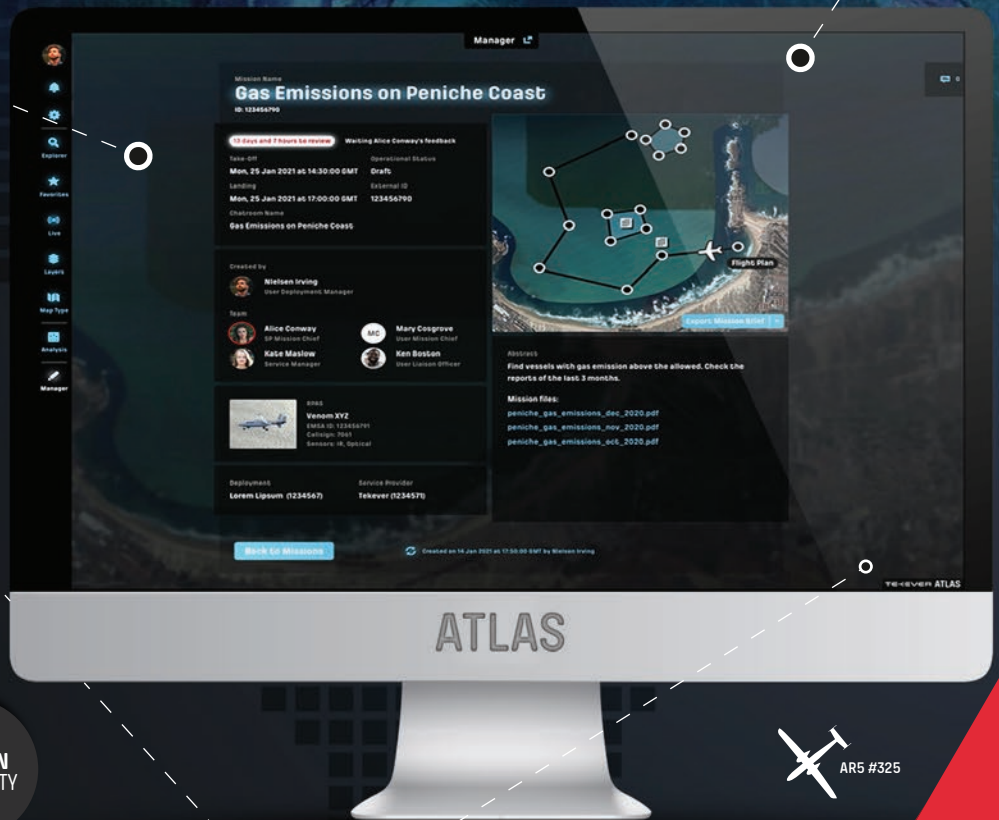 Manager
Mission Name
Gas Emissions on Peniche Coast
ID: 123456790
13 days and 7 hours to review
Waiting Alice Conway's feedback
Take-Off
Operational Status
Mon, 25 Jan 2021 at 14:30:00 GMT
Draft
Landing
External ID
Mon, 25 Jan 2021 at 17:00:00 GMT
123456790
Chatroom Name
Gas Emissions on Peniche Coast
Created by
Nielsen Irving
User Deployment Manager
Team
Alice Conway
SP Mission Chief
MC
Mary Cosgrove
User Mission Chief
Kate Maslow
Service Manager
Ken Boston
User Liaison Officer
RPAS
Venom XYZ
EMSA ID: 123456791
Callsign: 7061
Sensors: IR, Optical
Deployment
Service Provider
Lorem Lipsum (1234567)
Tekever (1234571)
Back to Missions
Created on 14 Jan 2021 at 17:50:00 GMT by Nielsen Irving
Flight Plan
Export Mission Brief
Abstract
Find vessels with gas emission above the allowed. Check the
reports of the last 3 months.
Mission files:
peniche_gas_emissions_dec_2020.pdf
peniche_gas_emissions_nov_2020.pdf
peniche_gas_emissions_oct_2020.pdf
0
Explorer
Favorites
Live
Layers
Map Type
Analysis
Manager
TEKEVER ATLAS
ATLAS
N
TY
AR5 #325